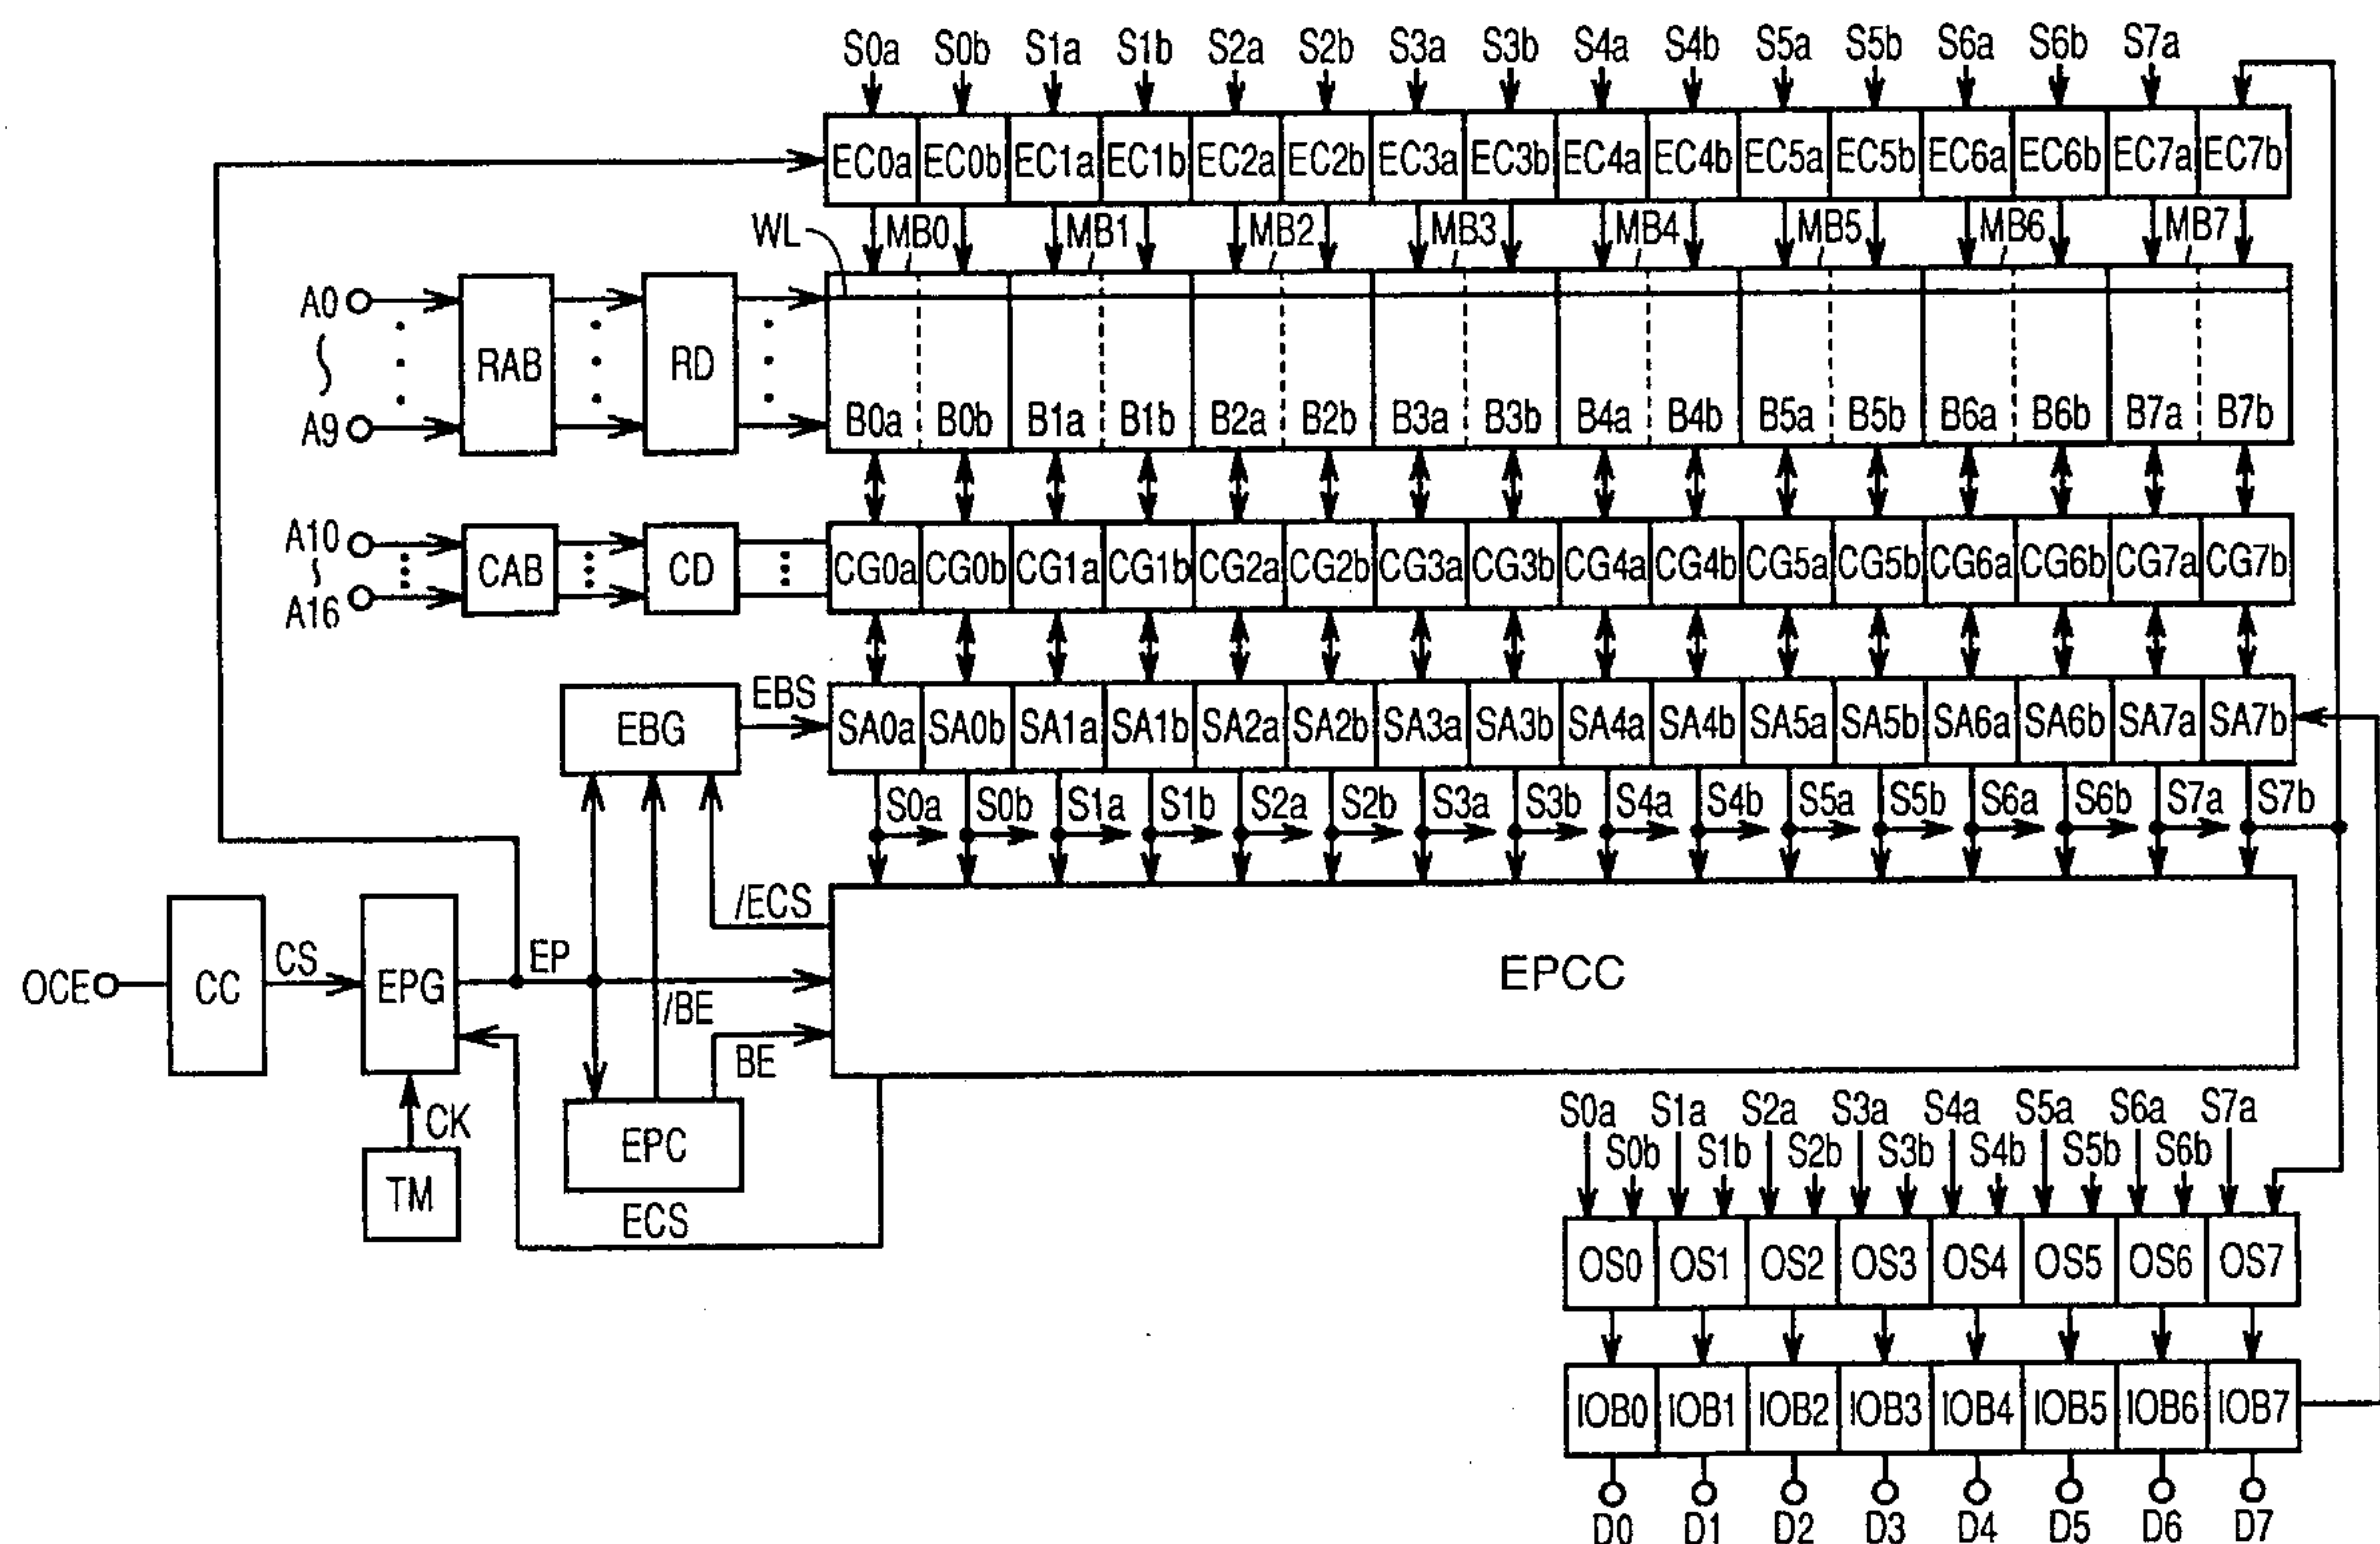 S0a S0b S1a S1b S2a S2b S3a S3b S4a S4b S5a S5b S6a S6b S7a
EC0a EC0b EC1a EC1b EC2a EC2b EC3a EC3b EC4a EC4b EC5a EC5b EC6a EC6b EC7a EC7b
WL MB0 MB1 MB2 MB3 MB4 MB5 MB6 MB7
A0
RAB RD
A9
B0a B0b B1a B1b B2a B2b B3a B3b B4a B4b B5a B5b B6a B6b B7a B7b
A10
CAB CD CG0a CG0b CG1a CG1b CG2a CG2b CG3a CG3b CG4a CG4b CG5a CG5b CG6a CG6b CG7a CG7b
A16
EBG EBS SA0a SA0b SA1a SA1b SA2a SA2b SA3a SA3b SA4a SA4b SA5a SA5b SA6a SA6b SA7a SA7b
S0a S0b S1a S1b S2a S2b S3a S3b S4a S4b S5a S5b S6a S6b S7a S7b
/ECS
OCE CC CS EPG EP EPCC
/BE
BE
CK
EPC
TM
ECS
S0a S1a S2a S3a S4a S5a S6a S7a
S0b S1b S2b S3b S4b S5b S6b
OS0 OS1 OS2 OS3 OS4 OS5 OS6 OS7
IOB0 IOB1 IOB2 IOB3 IOB4 IOB5 IOB6 IOB7
D0 D1 D2 D3 D4 D5 D6 D7